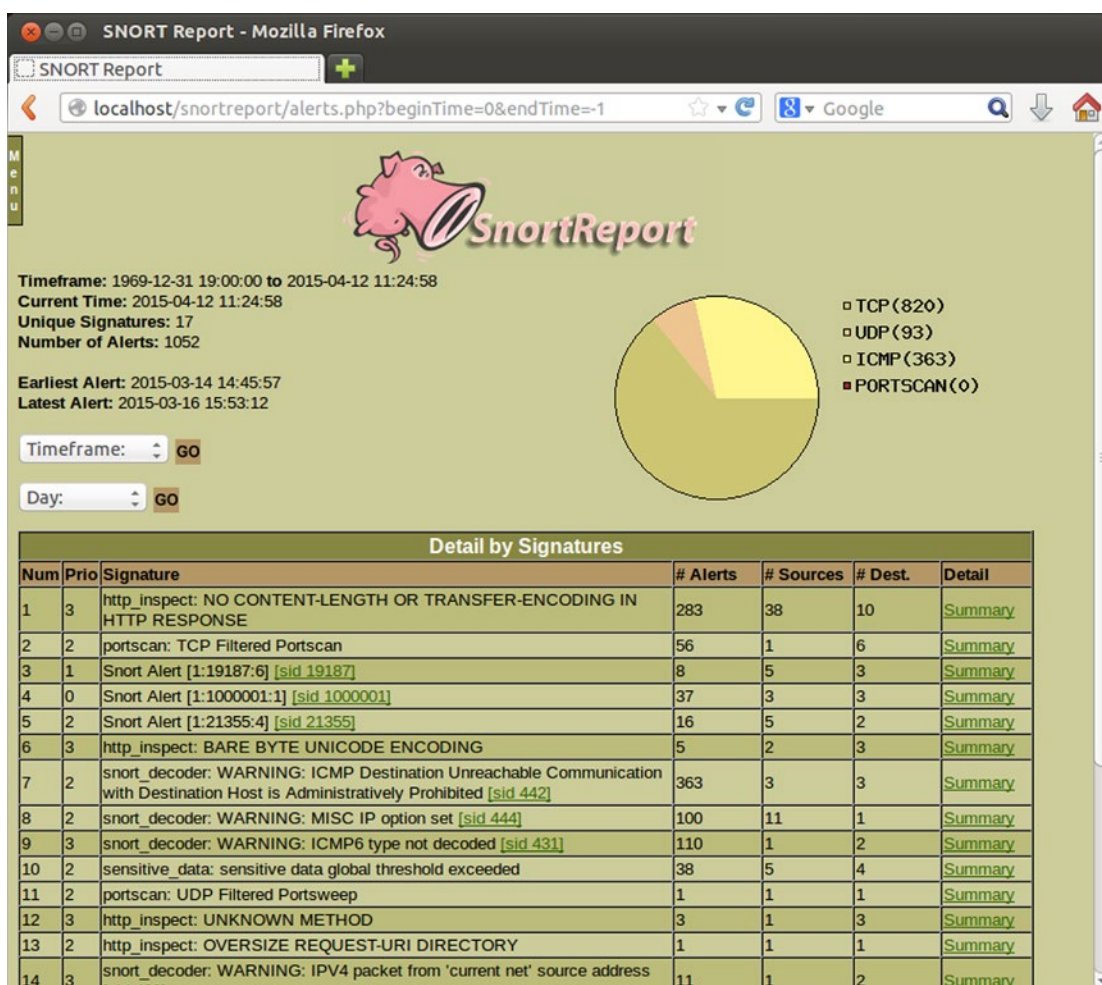 SNORT Report - Mozilla Firefox
SNORT Report
localhost/snortreport/alerts.php?beginTime=0&endTime=-1
Google
Menu
SnortReport
Timeframe: 1969-12-31 19:00:00 to 2015-04-12 11:24:58
Current Time: 2015-04-12 11:24:58
Unique Signatures: 17
Number of Alerts: 1052
Earliest Alert: 2015-03-14 14:45:57
Latest Alert: 2015-03-16 15:53:12
TCP(820)
UDP(93)
ICMP(363)
PORTSCAN(0)
Timeframe: GO
Day: GO
Detail by Signatures
Num Prio Signature # Alerts # Sources # Dest. Detail
1 3 http_inspect: NO CONTENT-LENGTH OR TRANSFER-ENCODING IN
HTTP RESPONSE 283 38 10 Summary
2 2 portscan: TCP Filtered Portscan 56 1 6 Summary
3 1 Snort Alert [1:19187:6] [sid 19187] 8 5 3 Summary
4 0 Snort Alert [1:1000001:1] [sid 1000001] 37 3 3 Summary
5 2 Snort Alert [1:21355:4] [sid 21355] 16 5 2 Summary
6 3 http_inspect: BARE BYTE UNICODE ENCODING 5 2 3 Summary
7 2 snort_decoder: WARNING: ICMP Destination Unreachable Communication
with Destination Host is Administratively Prohibited [sid 442] 363 3 3 Summary
8 2 snort_decoder: WARNING: MISC IP option set [sid 444] 100 11 1 Summary
9 3 snort_decoder: WARNING: ICMP6 type not decoded [sid 431] 110 1 2 Summary
10 2 sensitive_data: sensitive data global threshold exceeded 38 5 4 Summary
11 2 portscan: UDP Filtered Portsweep 1 1 1 Summary
12 3 http_inspect: UNKNOWN METHOD 3 1 3 Summary
13 2 http_inspect: OVERSIZE REQUEST-URI DIRECTORY 1 1 1 Summary
14 3 snort_decoder: WARNING: IPV4 packet from 'current net' source address 11 1 2 Summary